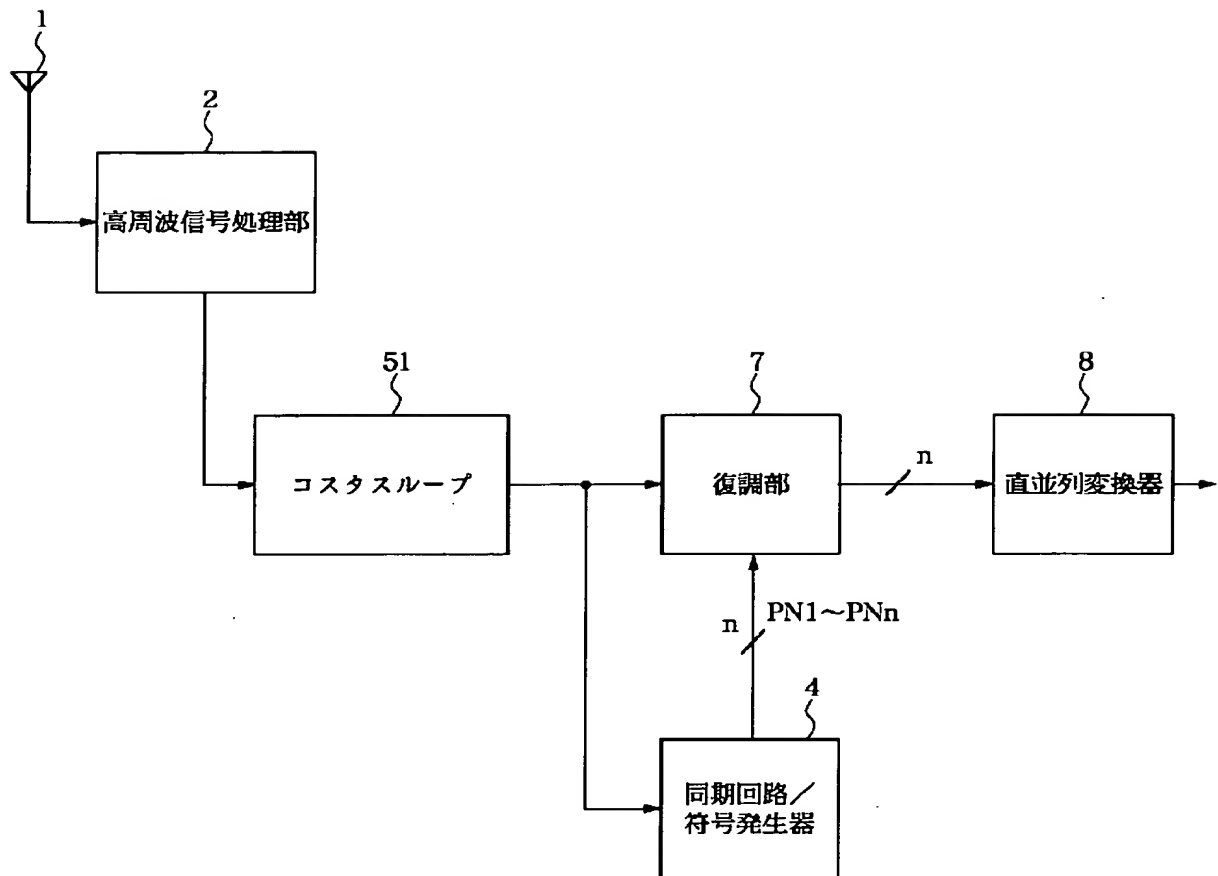 1
2
高周波信号処理部
51
コスタスループ
7
復調部
n
8
直並列変換器
n
PN1～PNn
4
同期回路／
符号発生器